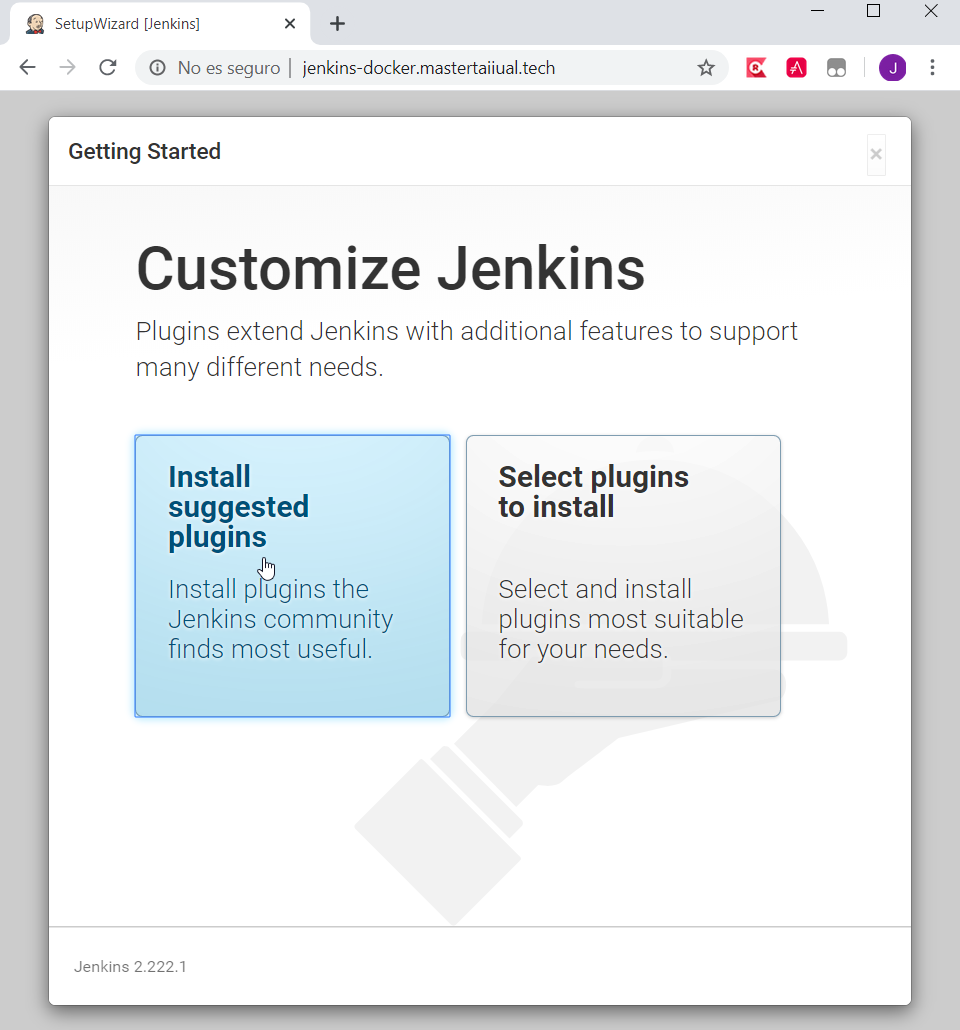 SetupWizard [Jenkins]
No es seguro | jenkins-docker.mastertaiiual.tech
J
Getting Started
Customize Jenkins
Plugins extend Jenkins with additional features to support
many different needs.
Install
suggested
plugins
Install plugins the
Jenkins community
finds most useful.
Select plugins
to install
Select and install
plugins most suitable
for your needs.
Jenkins 2.222.1